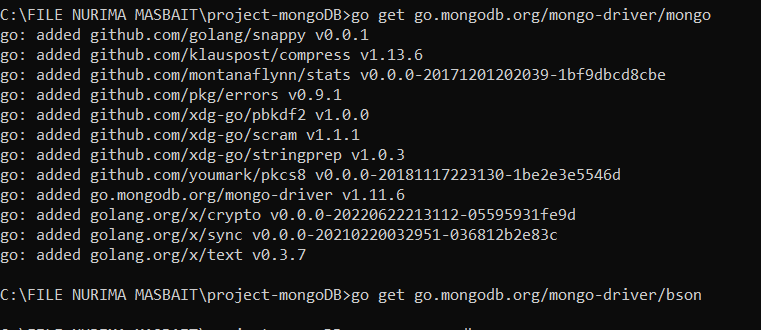 C:\FILE NURIMA MASBAIT\project-mongoDB>go get go.mongodb.org/mongo-driver/mongo
go: added github.com/golang/snappy v0.0.1
go: added github.com/klauspost/compress v1.13.6
go: added github.com/montanaflynn/stats v0.0.0-20171201202039-1bf9dbcd8cbe
go: added github.com/pkg/errors v0.9.1
go: added github.com/xdg-go/pbkdf2 v1.0.0
go: added github.com/xdg-go/scram v1.1.1
go: added github.com/xdg-go/stringprep v1.0.3
go: added github.com/youmark/pkcs8 v0.0.0-20181117223130-1be2e3e5546d
go: added go.mongodb.org/mongo-driver v1.11.6
go: added golang.org/x/crypto v0.0.0-20220622213112-05595931fe9d
go: added golang.org/x/sync v0.0.0-20210220032951-036812b2e83c
go: added golang.org/x/text v0.3.7
C:\FILE NURIMA MASBAIT\project-mongoDB>go get go.mongodb.org/mongo-driver/bson